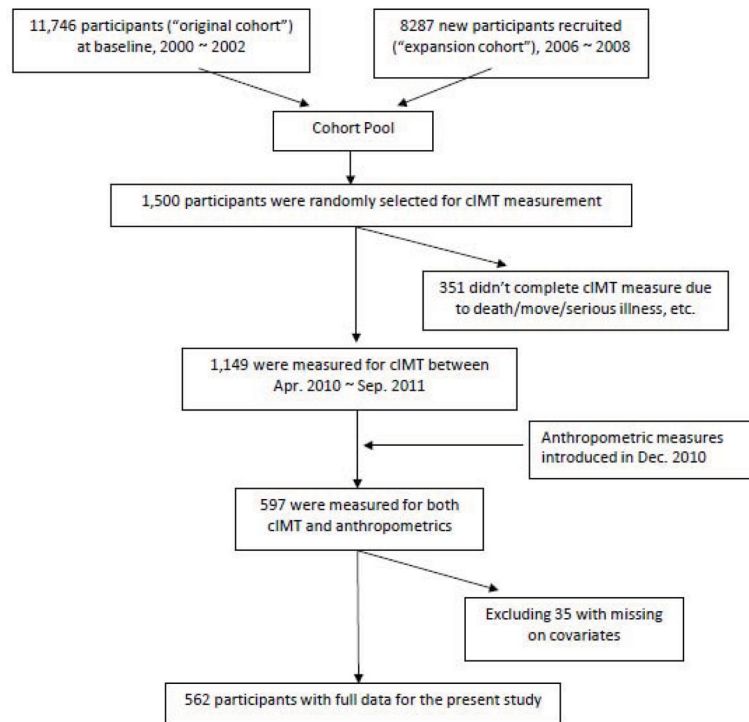 11,746 participants (“original cohort”)
at baseline, 2000 ~ 2002
8287 new participants recruited
(“expansion cohort”), 2006 ~ 2008
Cohort Pool
1,500 participants were randomly selected for cIMT measurement
351 didn’t complete cIMT measure due
to death/move/serious illness, etc.
1,149 were measured for cIMT between
Apr. 2010 ~ Sep. 2011
Anthropometric measures
introduced in Dec. 2010
597 were measured for both
cIMT and anthropometrics
Excluding 35 with missing
on covariates
562 participants with full data for the present study